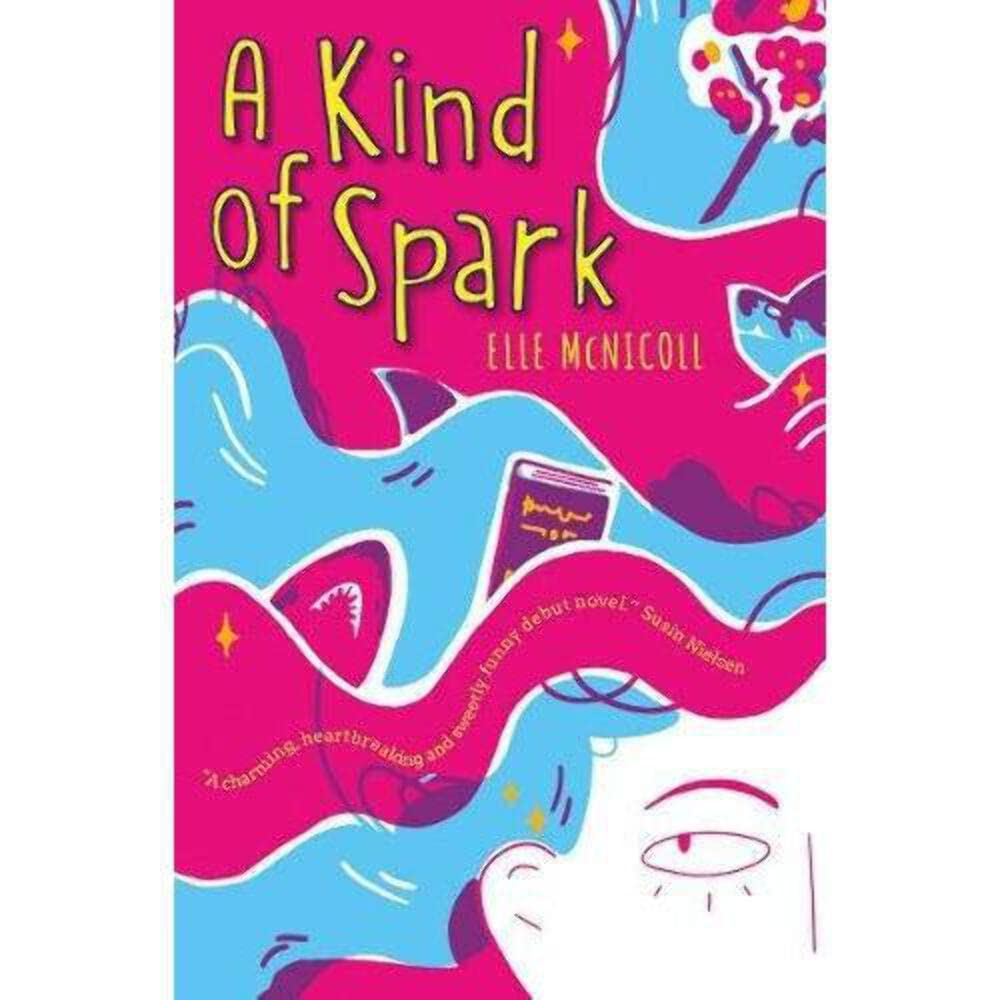 A Kind
of Spark
ELLE McNICOLL
"A charming, heartbreaking and sweetly funny debut novel." Susin Nielsen